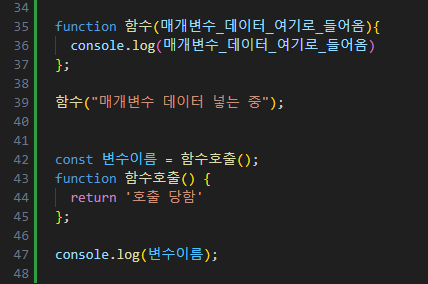 34
35 function 함수(매개변수_데이터_여기로_들어옴){
36   console.log(매개변수_데이터_여기로_들어옴)
37 };
38
39 함수("매개변수 데이터 넣는 중");
40
41
42 const 변수이름 = 함수호출();
43 function 함수호출() {
44   return '호출 당함'
45 };
46
47 console.log(변수이름);
48